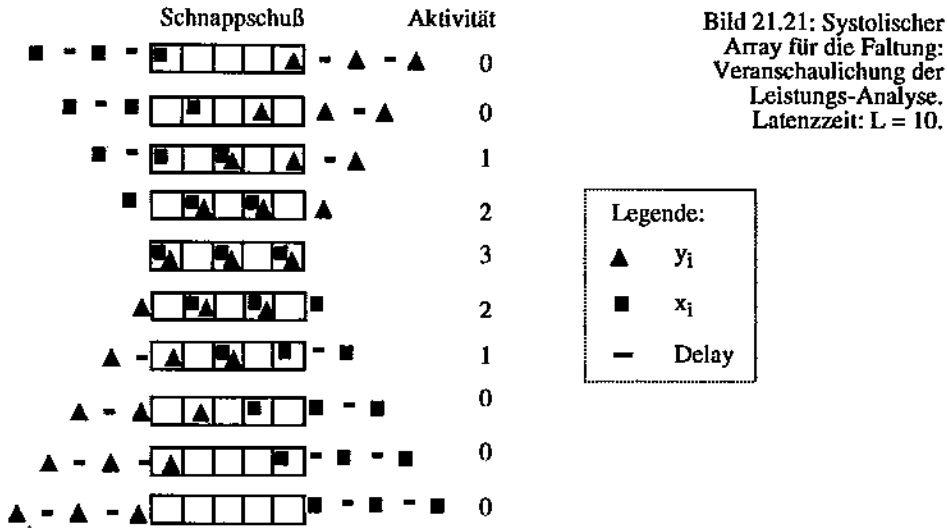 Schnappschuß Aktivität
0
0
1
2
3
2
1
0
0
0
Bild 21.21: Systolischer
Array für die Faltung:
Veranschaulichung der
Leistungs-Analyse.
Latenzzeit: L = 10.
Legende:
yi
xi
Delay